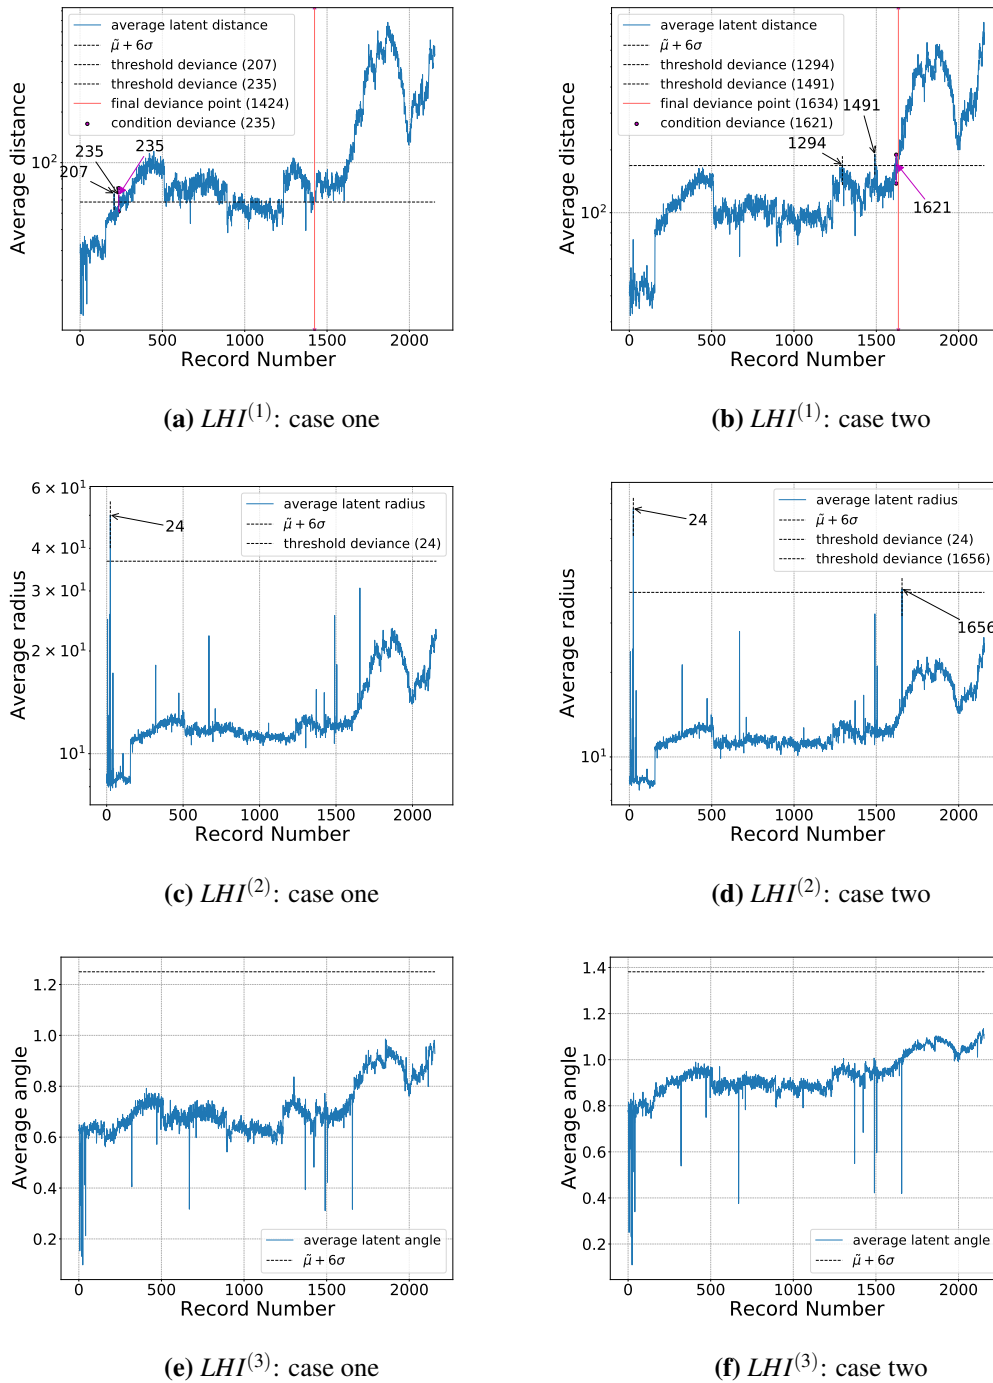 average latent distance
μ̃ + 6σ
threshold deviance (207)
threshold deviance (235)
final deviance point (1424)
condition deviance (235)
235
235
207
10²
Average distance
0 500 1000 1500 2000
Record Number
(a) LHI⁽¹⁾: case one
average latent distance
μ̃ + 6σ
threshold deviance (1294)
threshold deviance (1491)
final deviance point (1634)
condition deviance (1621)
1491
1294
1621
10²
Average distance
0 500 1000 1500 2000
Record Number
(b) LHI⁽¹⁾: case two
6 × 10¹
4 × 10¹
3 × 10¹
2 × 10¹
10¹
Average radius
average latent radius
μ̃ + 6σ
threshold deviance (24)
24
0 500 1000 1500 2000
Record Number
(c) LHI⁽²⁾: case one
average latent radius
μ̃ + 6σ
threshold deviance (24)
threshold deviance (1656)
24
1656
10¹
Average radius
0 500 1000 1500 2000
Record Number
(d) LHI⁽²⁾: case two
1.2
1.0
0.8
0.6
0.4
0.2
Average angle
average latent angle
μ̃ + 6σ
0 500 1000 1500 2000
Record Number
(e) LHI⁽³⁾: case one
1.4
1.2
1.0
0.8
0.6
0.4
0.2
Average angle
average latent angle
μ̃ + 6σ
0 500 1000 1500 2000
Record Number
(f) LHI⁽³⁾: case two